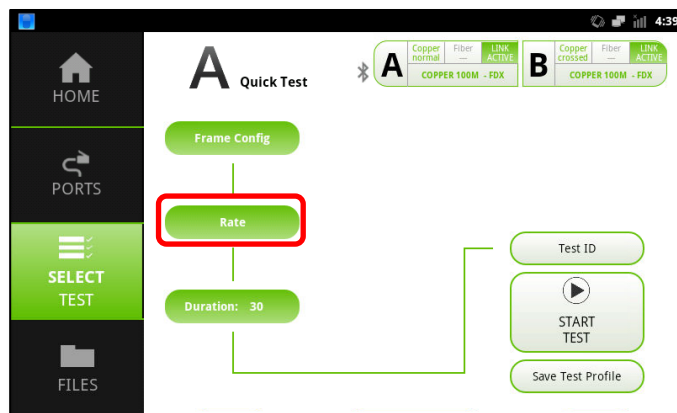 4:39
HOME
PORTS
SELECT
TEST
FILES
A Quick Test
A
Copper
normal
Fiber
---
LINK
ACTIVE
COPPER 100M - FDX
B
Copper
crossed
Fiber
---
LINK
ACTIVE
COPPER 100M - FDX
Frame Config
Rate
Duration: 30
Test ID
START
TEST
Save Test Profile